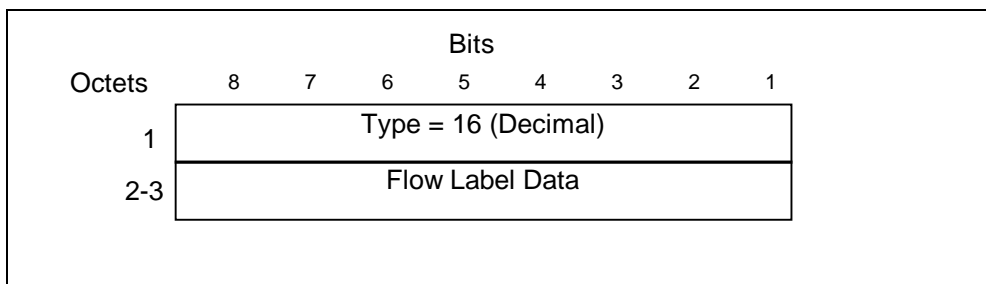 Bits
Octets 8 7 6 5 4 3 2 1
1 Type = 16 (Decimal)
2-3 Flow Label Data